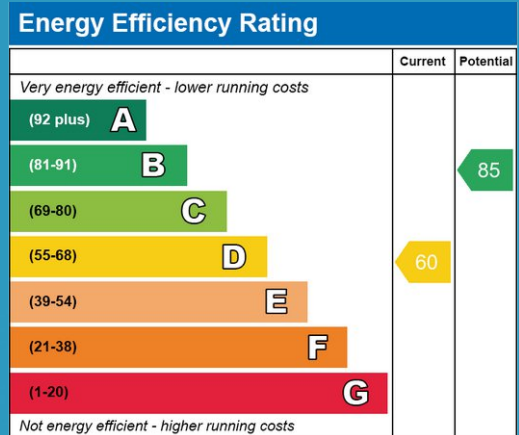 Energy Efficiency Rating
Current Potential
Very energy efficient - lower running costs
(92 plus) A
(81-91) B
85
(69-80) C
(55-68) D
60
(39-54) E
(21-38) F
(1-20) G
Not energy efficient - higher running costs